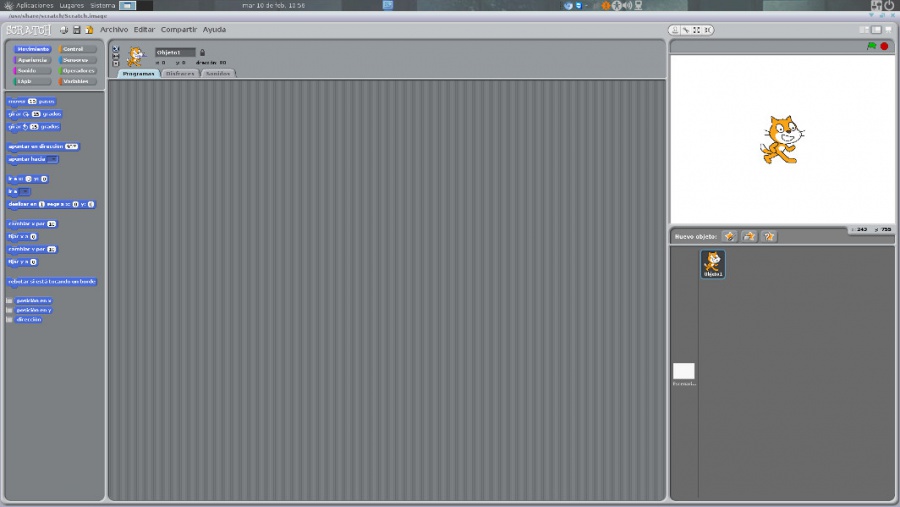 Aplicaciones Lugares Sistema
mar 10 de feb, 10:56
/usr/share/scratch/Scratch.image
SCRATCH Archivo Editar Compartir Ayuda
Movimiento Control
Apariencia Sensores
Sonido Operadores
Lápiz Variables
Objeto1
x: 0 y: 0 dirección: 90
Programas Disfraces Sonidos
mover 10 pasos
girar 15 grados
girar 15 grados
apuntar en dirección 90
apuntar hacia
ir a x: 0 y: 0
ir a
deslizar en 1 segs a x: 0 y: 0
cambiar x por 10
fijar x a 0
cambiar y por 10
fijar y a 0
rebotar si está tocando un borde
posición en x
posición en y
dirección
x: 243 y: 755
Nuevo objeto:
Objeto1